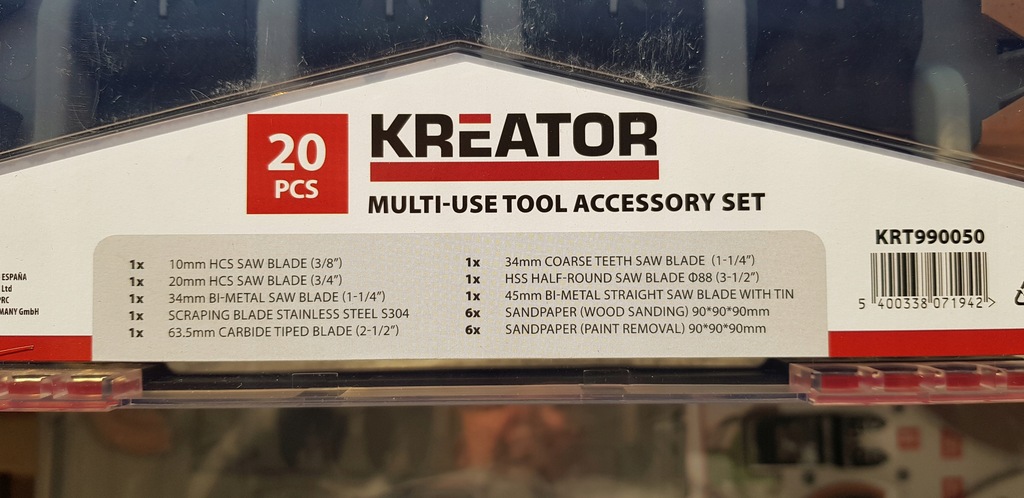 20
PCS
KREATOR
MULTI-USE TOOL ACCESSORY SET
KRT990050
5 400338 071942 >
1x 10mm HCS SAW BLADE (3/8”)
1x 20mm HCS SAW BLADE (3/4”)
1x 34mm BI-METAL SAW BLADE (1-1/4”)
1x SCRAPING BLADE STAINLESS STEEL S304
1x 63.5mm CARBIDE TIPED BLADE (2-1/2”)
1x 34mm COARSE TEETH SAW BLADE (1-1/4”)
1x HSS HALF-ROUND SAW BLADE Φ88 (3-1/2”)
1x 45mm BI-METAL STRAIGHT SAW BLADE WITH TIN
6x SANDPAPER (WOOD SANDING) 90*90*90mm
6x SANDPAPER (PAINT REMOVAL) 90*90*90mm
ESPAÑA
Ltd
PRC
MANY GmbH